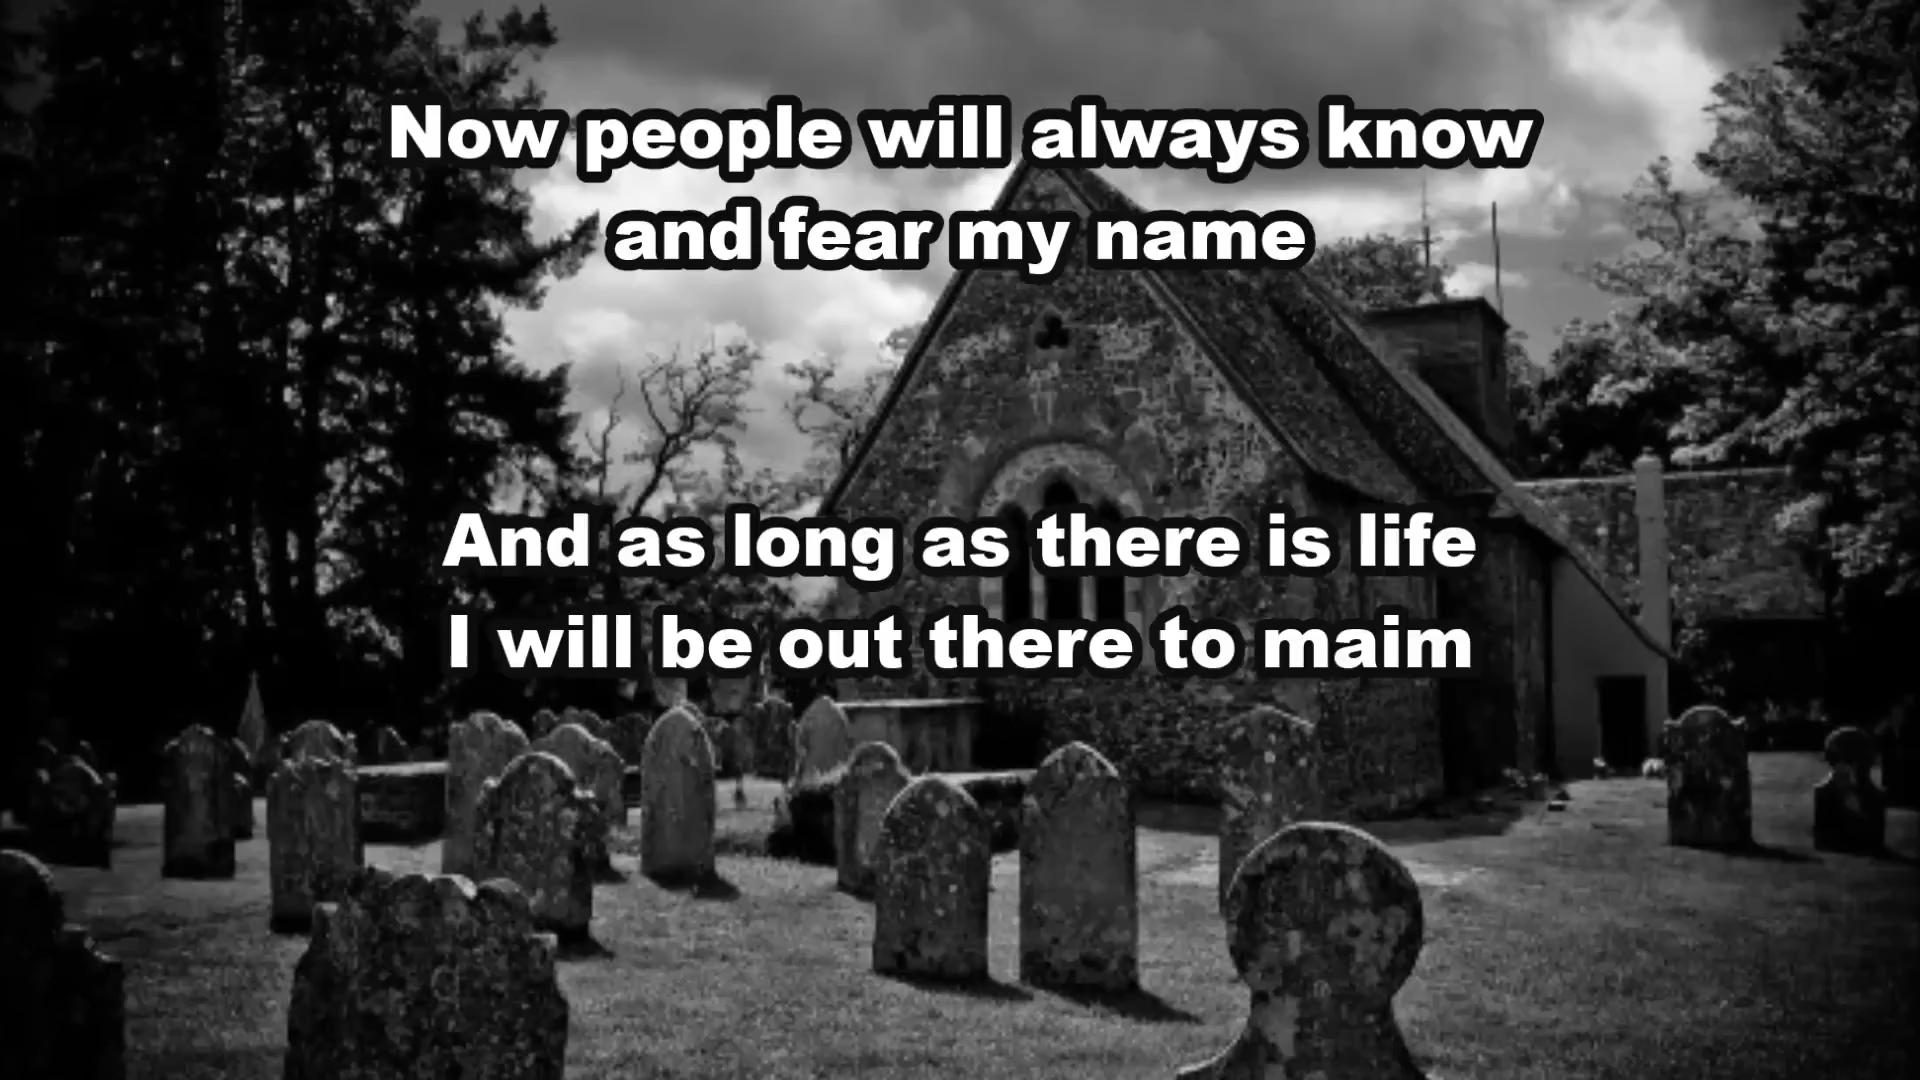 Now people will always know
and fear my name
And as long as there is life
I will be out there to maim